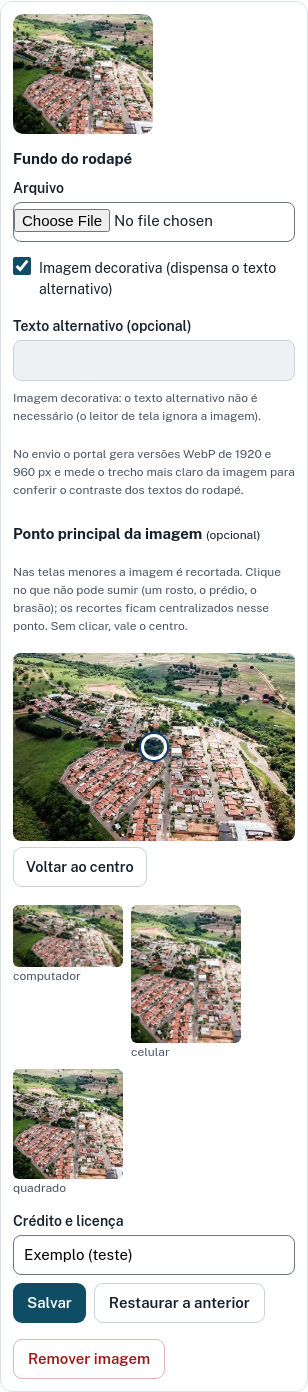 Fundo do rodapé
Arquivo
Choose File No file chosen
Imagem decorativa (dispensa o texto
alternativo)
Texto alternativo (opcional)
Imagem decorativa: o texto alternativo não é
necessário (o leitor de tela ignora a imagem).
No envio o portal gera versões WebP de 1920 e
960 px e mede o trecho mais claro da imagem para
conferir o contraste dos textos do rodapé.
Ponto principal da imagem (opcional)
Nas telas menores a imagem é recortada. Clique
no que não pode sumir (um rosto, o prédio, o
brasão); os recortes ficam centralizados nesse
ponto. Sem clicar, vale o centro.
Voltar ao centro
computador
celular
quadrado
Crédito e licença
Exemplo (teste)
Salvar
Restaurar a anterior
Remover imagem